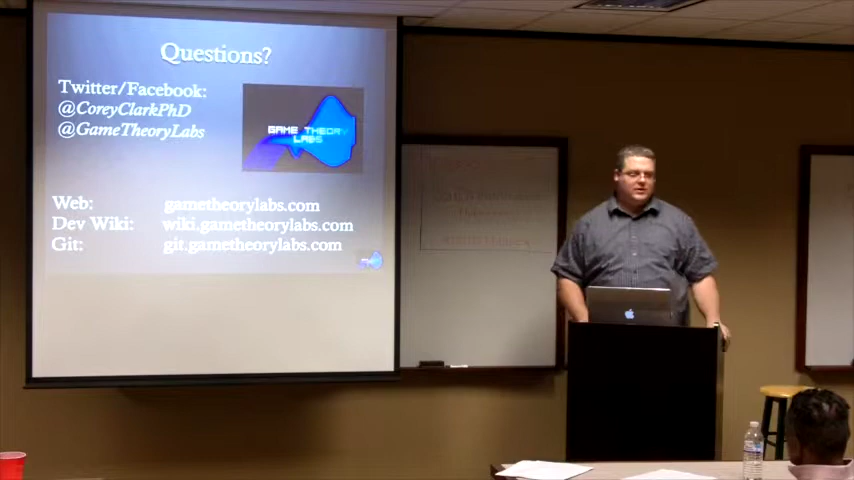 Questions?
Twitter/Facebook:
@CoreyClarkPhD
@GameTheoryLabs
GAME THEORY
LABS
Web: gametheorylabs.com
Dev Wiki: wiki.gametheorylabs.com
Git: git.gametheorylabs.com